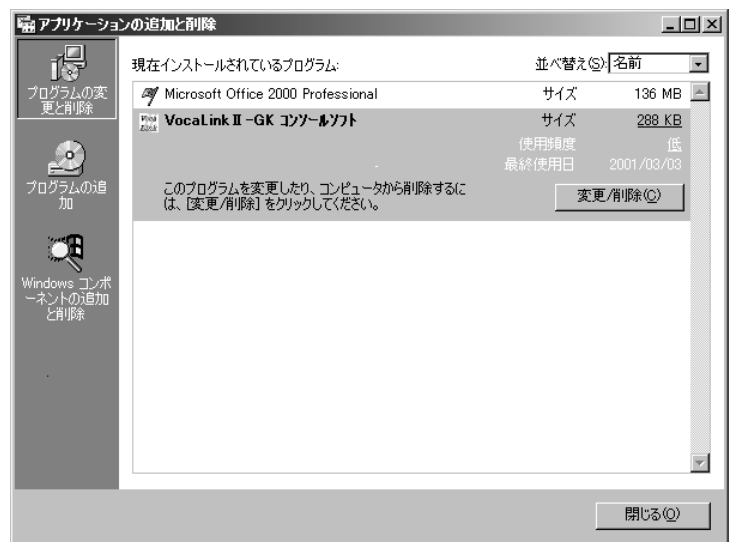 アプリケーションの追加と削除
プログラムの変
更と削除
プログラムの追
加
Windows コンポ
ーネントの追加
と削除
現在インストールされているプログラム:
並べ替え(S): 名前
Microsoft Office 2000 Professional サイズ 136 MB
Voca Link VocaLinkⅡ-GK コンソールソフト サイズ 288 KB
使用頻度 低
最終使用日 2001/03/03
このプログラムを変更したり、コンピュータから削除するに
は、[変更/削除] をクリックしてください。
変更/削除(C)
閉じる(O)